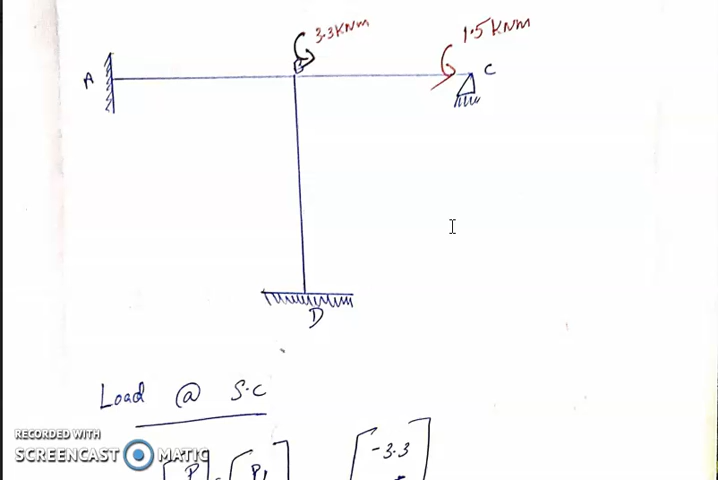 3.3KNm
1.5KNM
A
B
C
D
Load @ S.C
RECORDED WITH
SCREENCAST MATIC
[P] = [P1] [-3.3